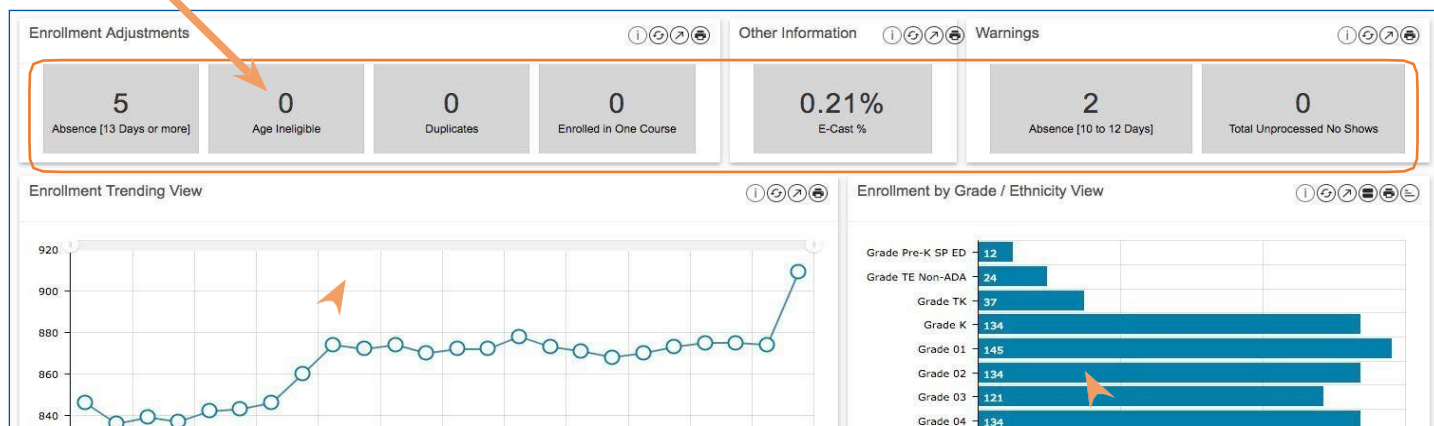 Enrollment Adjustments
5
Absence [13 Days or more]
0
Age Ineligible
0
Duplicates
0
Enrolled in One Course
Other Information
0.21%
E-Cast %
Warnings
2
Absence [10 to 12 Days]
0
Total Unprocessed No Shows
Enrollment Trending View
920
900
880
860
840
Enrollment by Grade / Ethnicity View
Grade Pre-K SP ED 12
Grade TE Non-ADA 24
Grade TK 37
Grade K 134
Grade 01 145
Grade 02 134
Grade 03 121
Grade 04 134